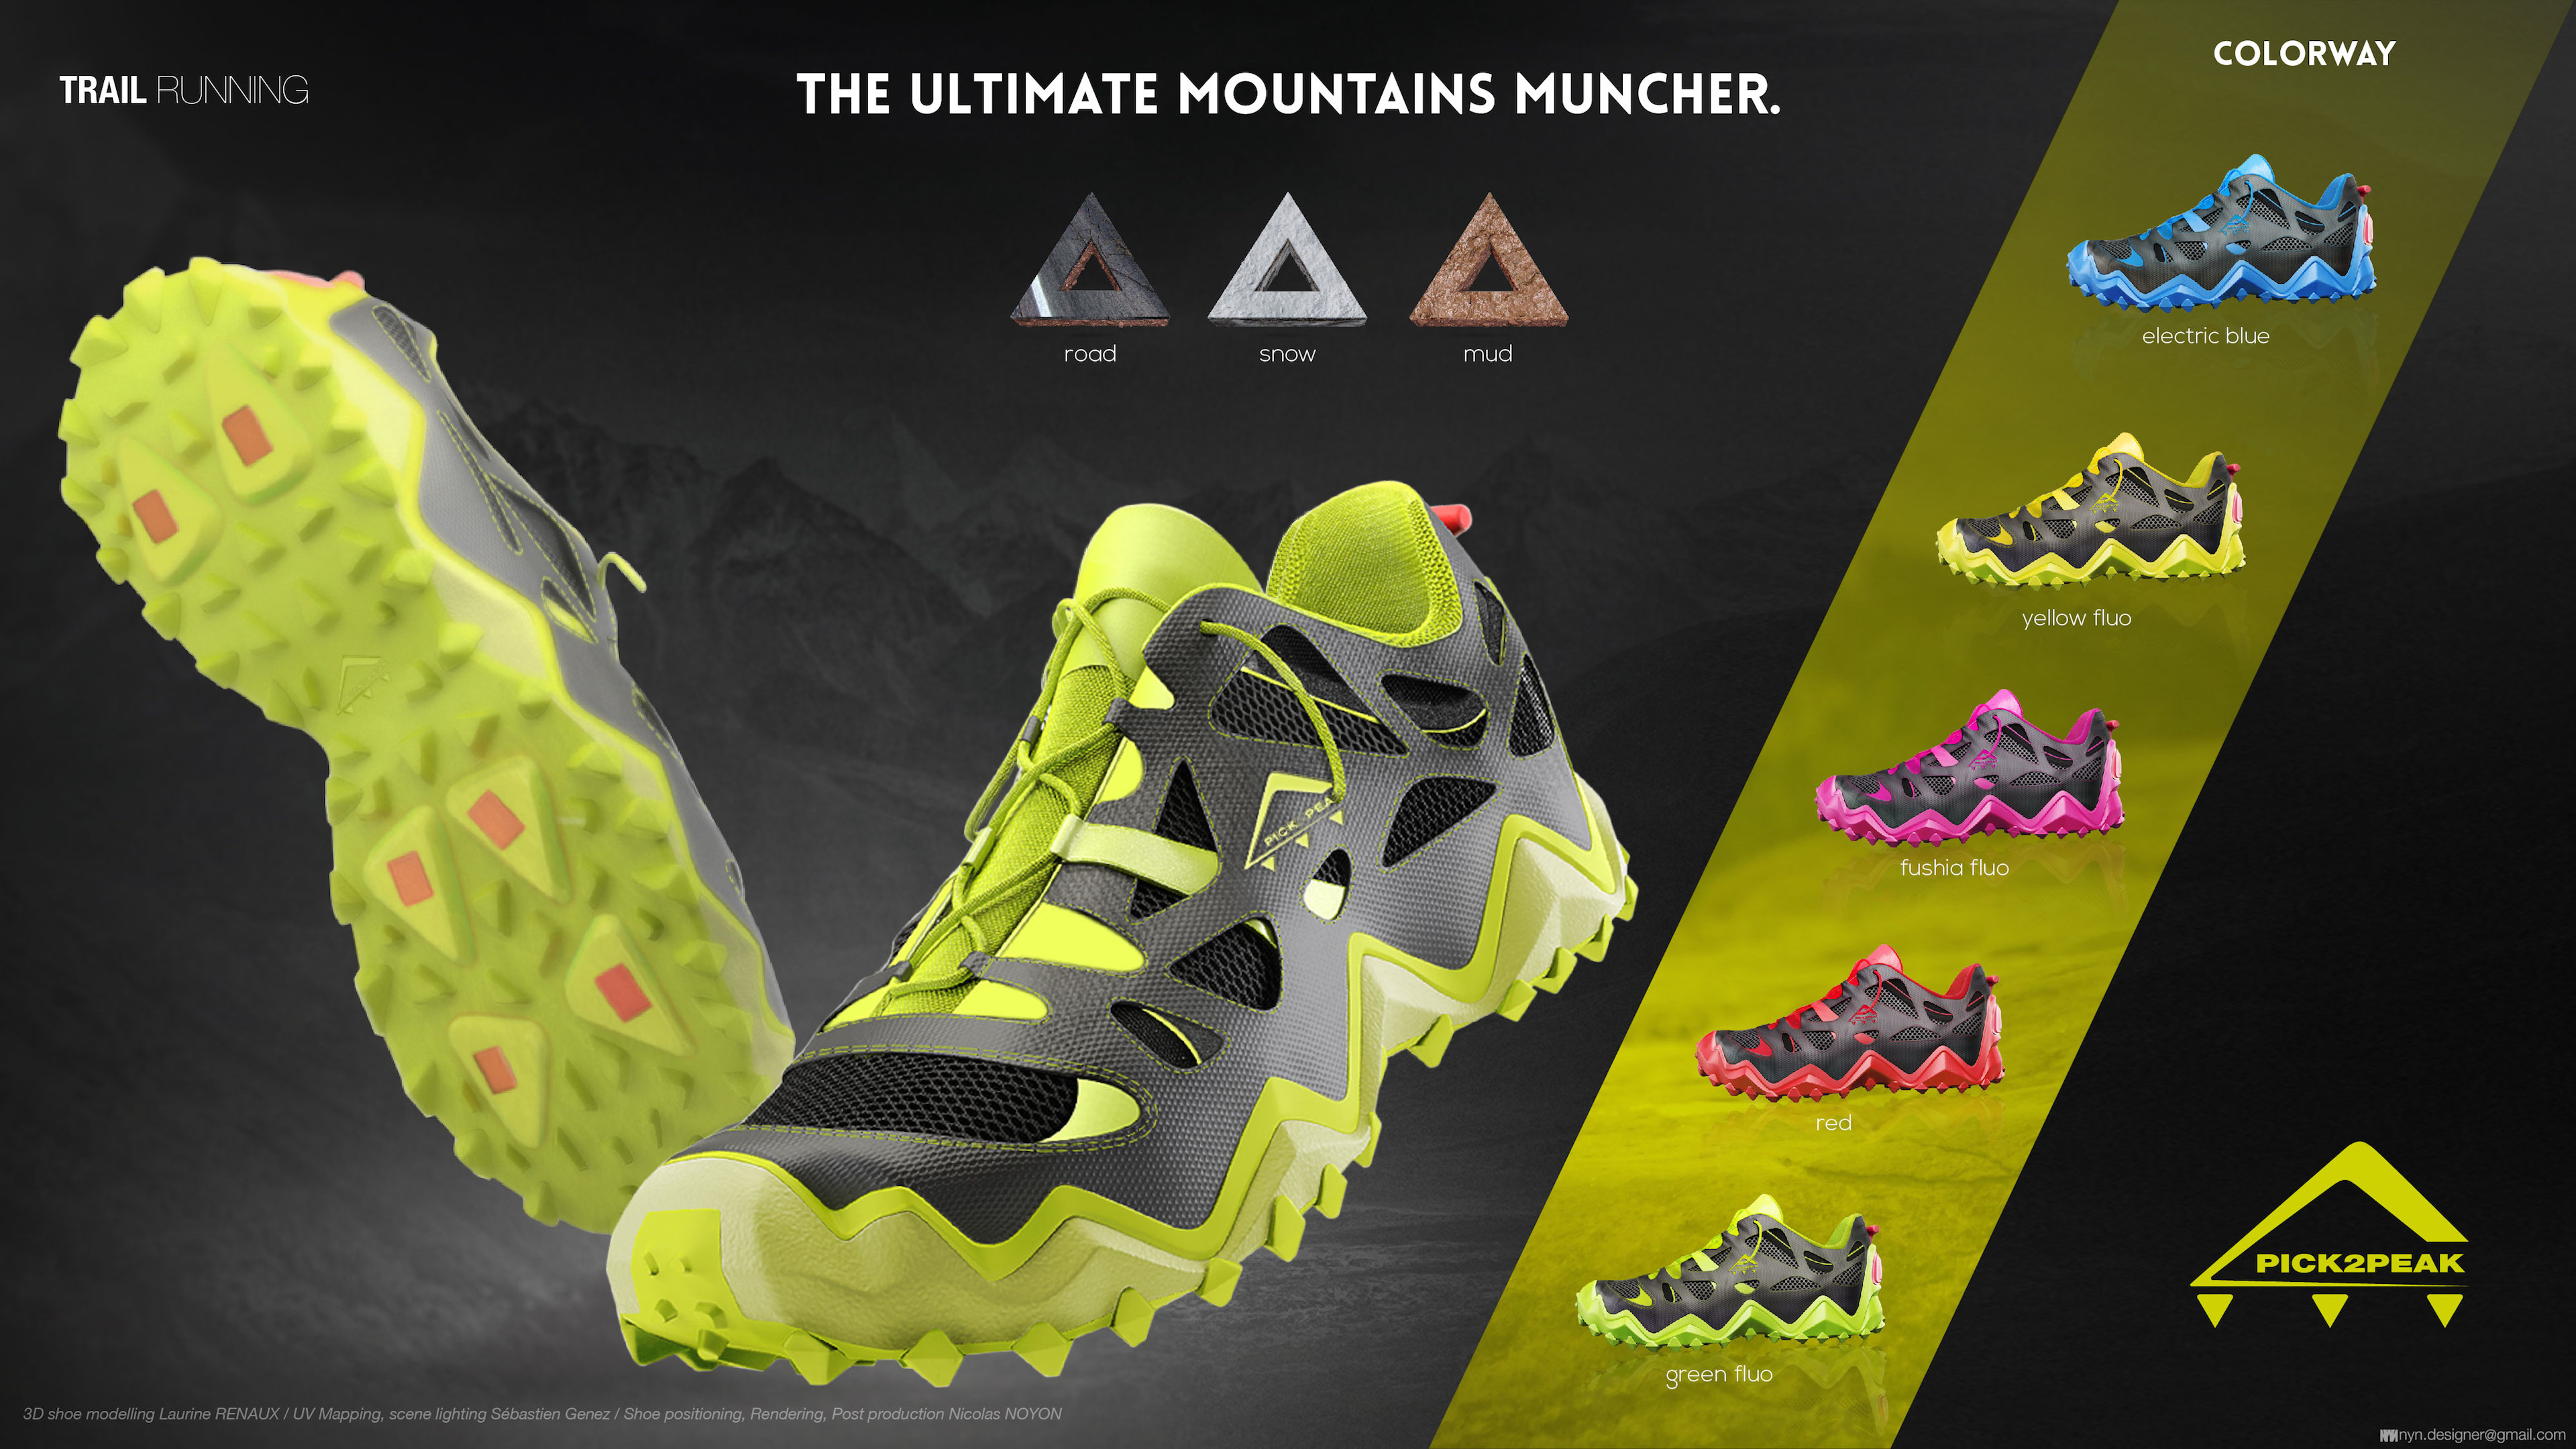 TRAIL RUNNING
THE ULTIMATE MOUNTAINS MUNCHER.
COLORWAY
road
snow
mud
electric blue
yellow fluo
fushia fluo
red
green fluo
PICK PEA
PICK2PEAK
3D shoe modelling Laurine RENAUX / UV Mapping, scene lighting Sébastien Genez / Shoe positioning, Rendering, Post production Nicolas NOYON
nyn.designer@gmail.com